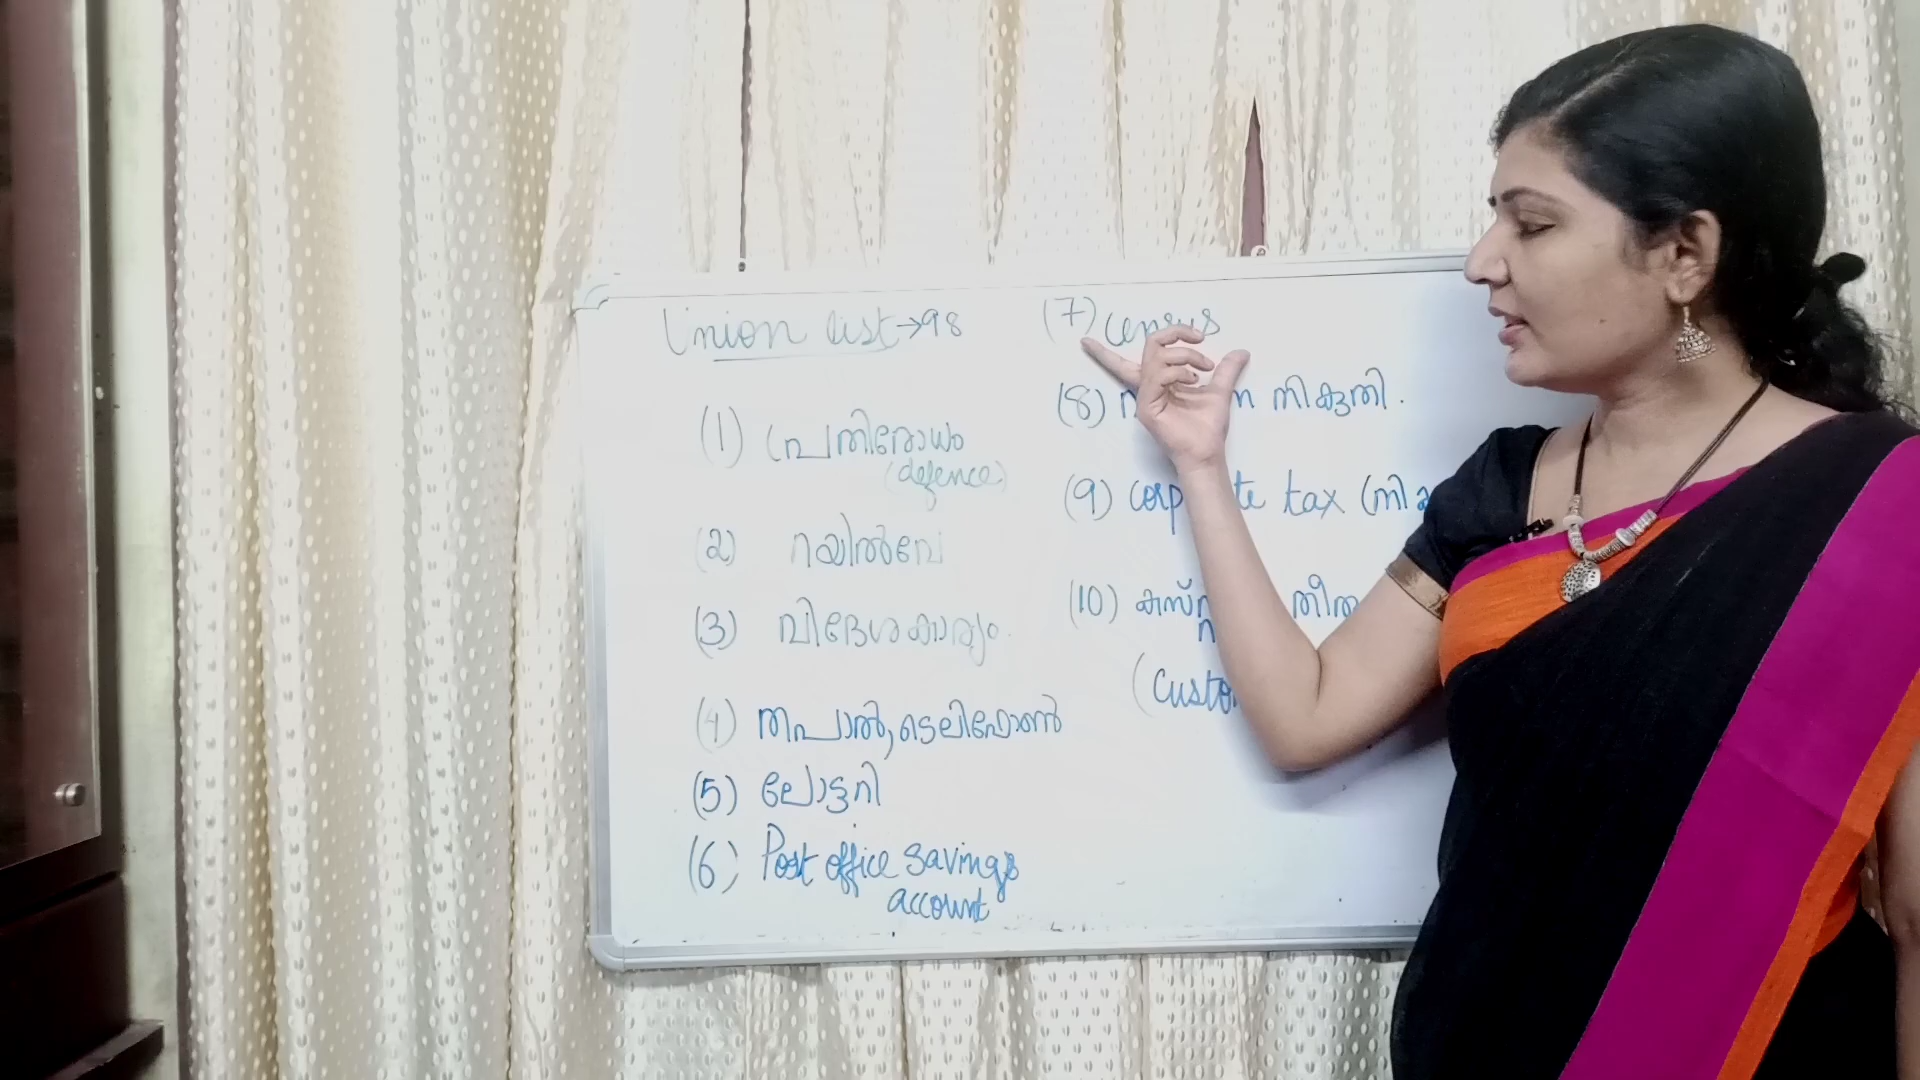 Union list → 98
(1) പ്രതിരോധം
(defence)
(2) റയിൽവേ
(3) വിദേശകാര്യം.
(4) തപാൽ, ടെലിഫോൺ
(5) ലോട്ടറി
(6) Post office savings
account
(7) Census
(8) നികുതി.
(9) tax
(10)